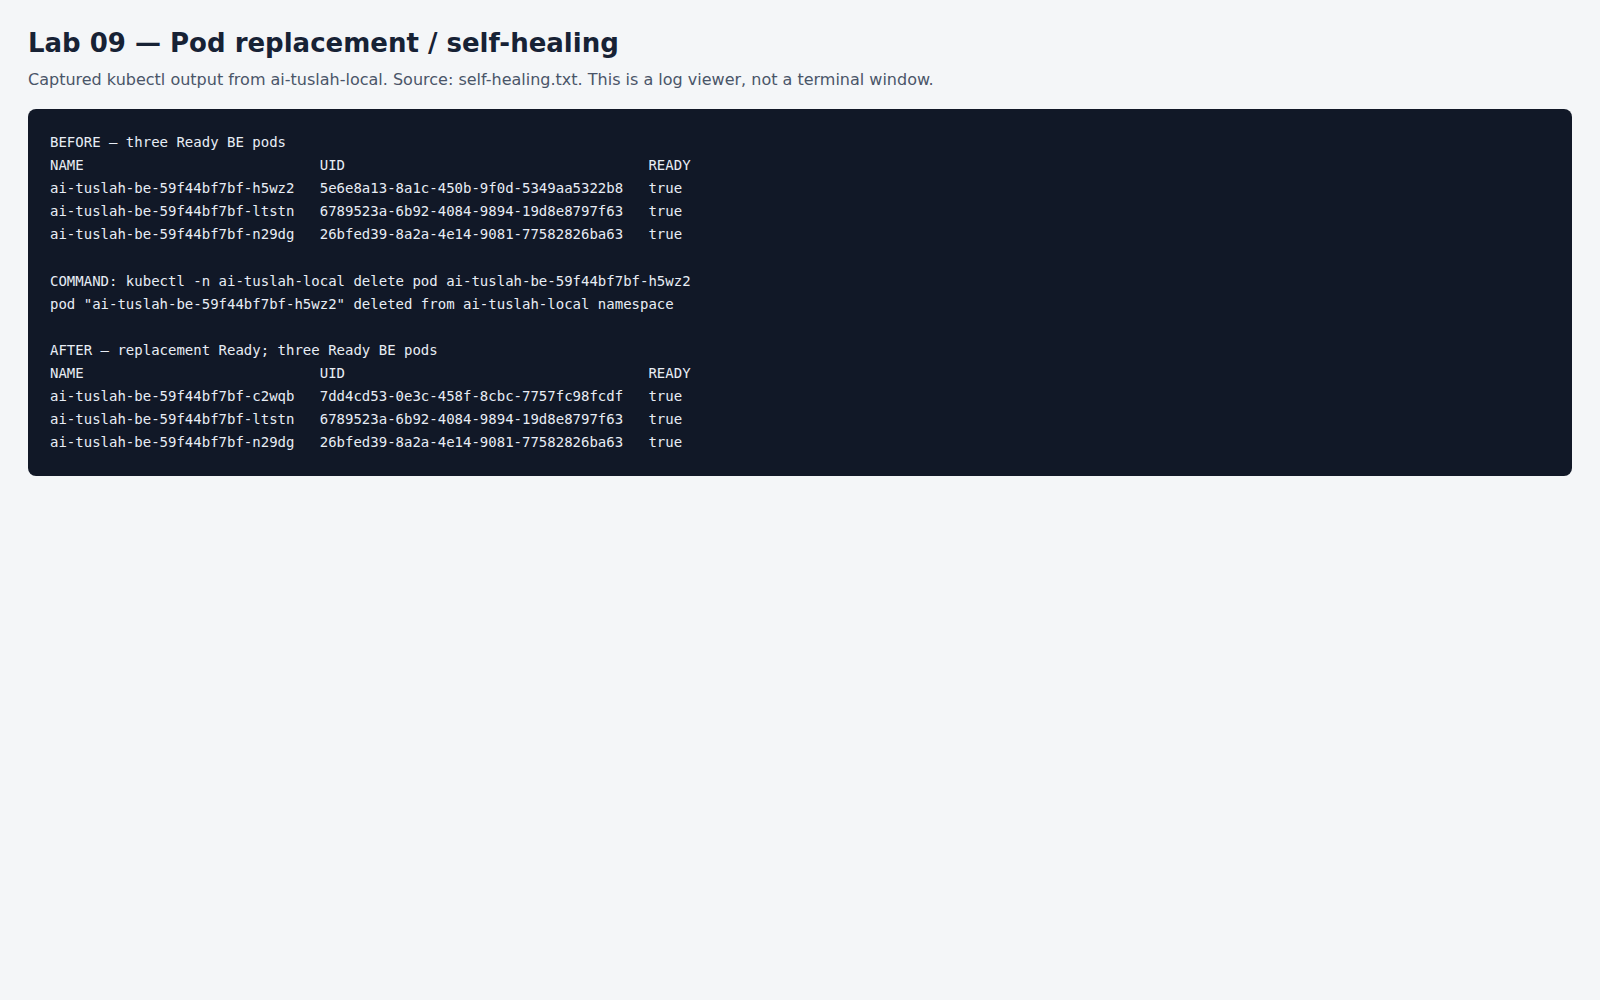 Lab 09 — Pod replacement / self-healing
Captured kubectl output from ai-tuslah-local. Source: self-healing.txt. This is a log viewer, not a terminal window.
BEFORE — three Ready BE pods
NAME UID READY
ai-tuslah-be-59f44bf7bf-h5wz2 5e6e8a13-8a1c-450b-9f0d-5349aa5322b8 true
ai-tuslah-be-59f44bf7bf-ltstn 6789523a-6b92-4084-9894-19d8e8797f63 true
ai-tuslah-be-59f44bf7bf-n29dg 26bfed39-8a2a-4e14-9081-77582826ba63 true
COMMAND: kubectl -n ai-tuslah-local delete pod ai-tuslah-be-59f44bf7bf-h5wz2
pod "ai-tuslah-be-59f44bf7bf-h5wz2" deleted from ai-tuslah-local namespace
AFTER — replacement Ready; three Ready BE pods
NAME UID READY
ai-tuslah-be-59f44bf7bf-c2wqb 7dd4cd53-0e3c-458f-8cbc-7757fc98fcdf true
ai-tuslah-be-59f44bf7bf-ltstn 6789523a-6b92-4084-9894-19d8e8797f63 true
ai-tuslah-be-59f44bf7bf-n29dg 26bfed39-8a2a-4e14-9081-77582826ba63 true